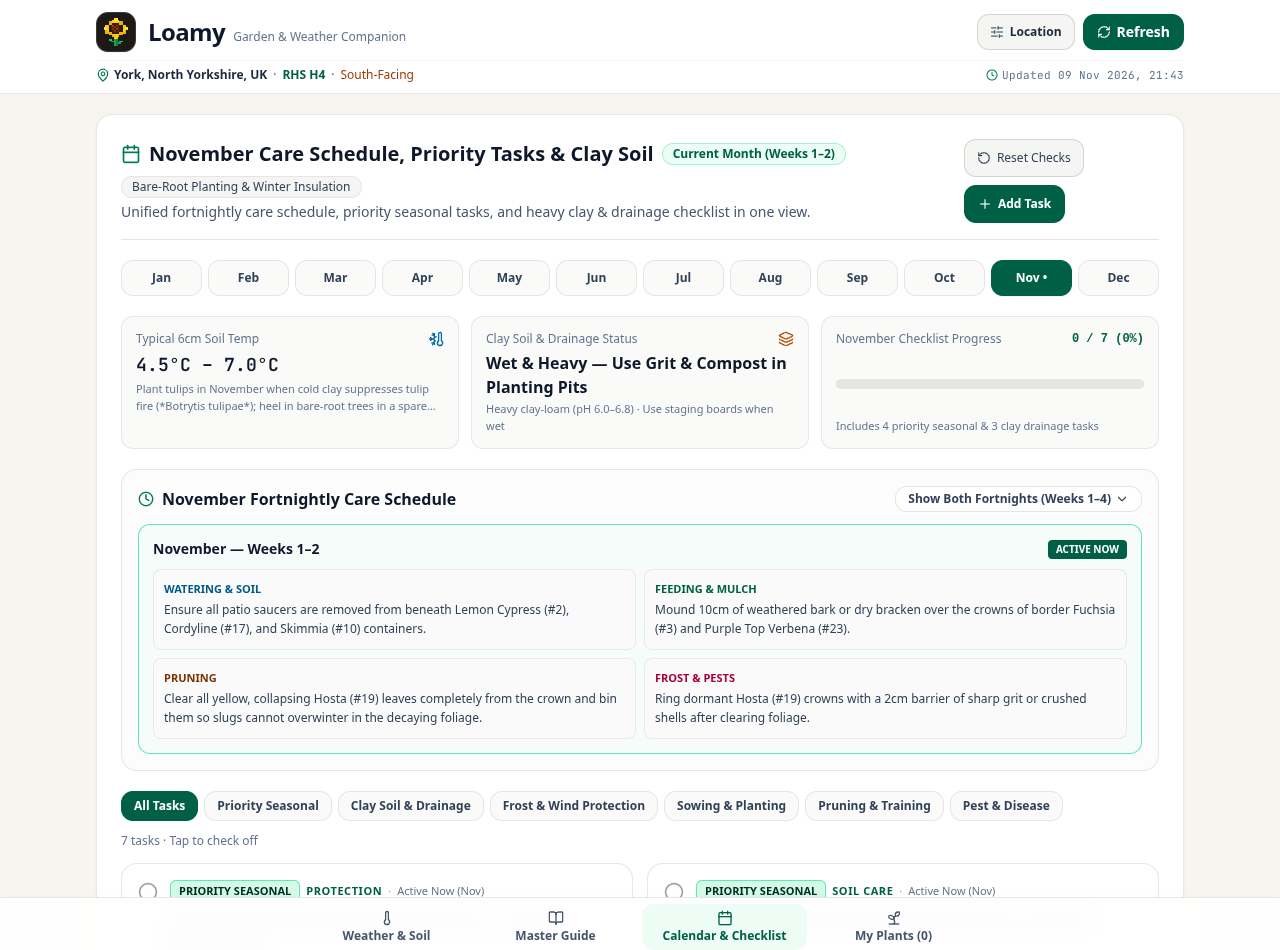 Loamy Garden & Weather Companion
Location
Refresh
York, North Yorkshire, UK · RHS H4 · South-Facing
Updated 09 Nov 2026, 21:43
November Care Schedule, Priority Tasks & Clay Soil
Current Month (Weeks 1–2)
Bare-Root Planting & Winter Insulation
Unified fortnightly care schedule, priority seasonal tasks, and heavy clay & drainage checklist in one view.
Reset Checks
Add Task
Jan
Feb
Mar
Apr
May
Jun
Jul
Aug
Sep
Oct
Nov •
Dec
Typical 6cm Soil Temp
4.5°C – 7.0°C
Plant tulips in November when cold clay suppresses tulip
fire (*Botrytis tulipae*); heel in bare-root trees in a spare...
Clay Soil & Drainage Status
Wet & Heavy — Use Grit & Compost in
Planting Pits
Heavy clay-loam (pH 6.0–6.8) · Use staging boards when
wet
November Checklist Progress
0 / 7 (0%)
Includes 4 priority seasonal & 3 clay drainage tasks
November Fortnightly Care Schedule
Show Both Fortnights (Weeks 1–4)
November — Weeks 1–2
ACTIVE NOW
WATERING & SOIL
Ensure all patio saucers are removed from beneath Lemon Cypress (#2),
Cordyline (#17), and Skimmia (#10) containers.
FEEDING & MULCH
Mound 10cm of weathered bark or dry bracken over the crowns of border Fuchsia
(#3) and Purple Top Verbena (#23).
PRUNING
Clear all yellow, collapsing Hosta (#19) leaves completely from the crown and bin
them so slugs cannot overwinter in the decaying foliage.
FROST & PESTS
Ring dormant Hosta (#19) crowns with a 2cm barrier of sharp grit or crushed
shells after clearing foliage.
All Tasks
Priority Seasonal
Clay Soil & Drainage
Frost & Wind Protection
Sowing & Planting
Pruning & Training
Pest & Disease
7 tasks · Tap to check off
PRIORITY SEASONAL PROTECTION · Active Now (Nov)
PRIORITY SEASONAL SOIL CARE · Active Now (Nov)
Weather & Soil
Master Guide
Calendar & Checklist
My Plants (0)